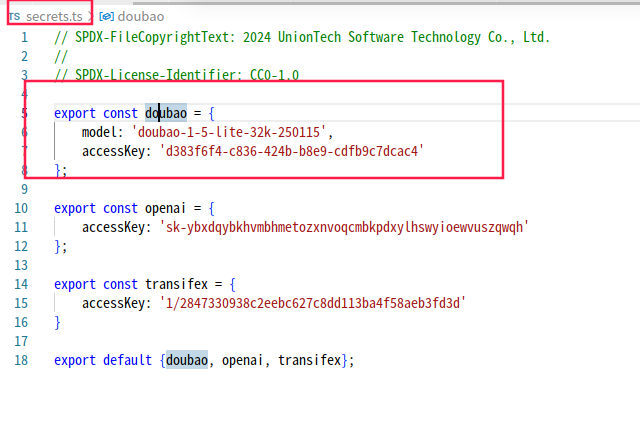 TS secrets.ts > doubao
1 // SPDX-FileCopyrightText: 2024 UnionTech Software Technology Co., Ltd.
2 //
3 // SPDX-License-Identifier: CC0-1.0
4
5 export const doubao = {
6 model: 'doubao-1-5-lite-32k-250115',
7 accessKey: 'd383f6f4-c836-424b-b8e9-cdfb9c7dcac4'
8 };
9
10 export const openai = {
11 accessKey: 'sk-ybxdqybkhvmbhmetozxnvoqcmbkpdxylhswyioewvuszqwqh'
12 };
13
14 export const transifex = {
15 accessKey: '1/2847330938c2eebc627c8dd113ba4f58aeb3fd3d'
16 }
17
18 export default {doubao, openai, transifex};